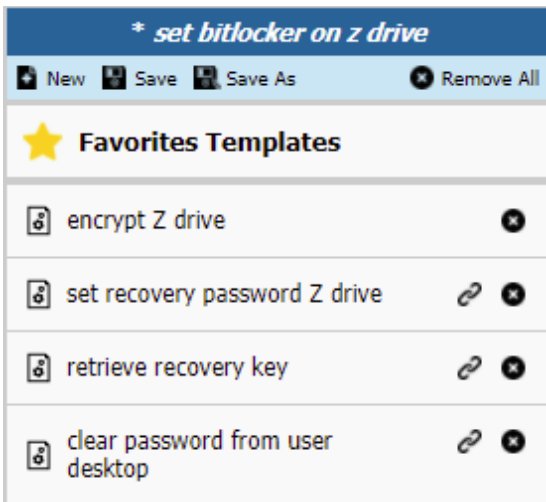 * set bitlocker on z drive
New Save Save As Remove All
Favorites Templates
encrypt Z drive
set recovery password Z drive
retrieve recovery key
clear password from user
desktop